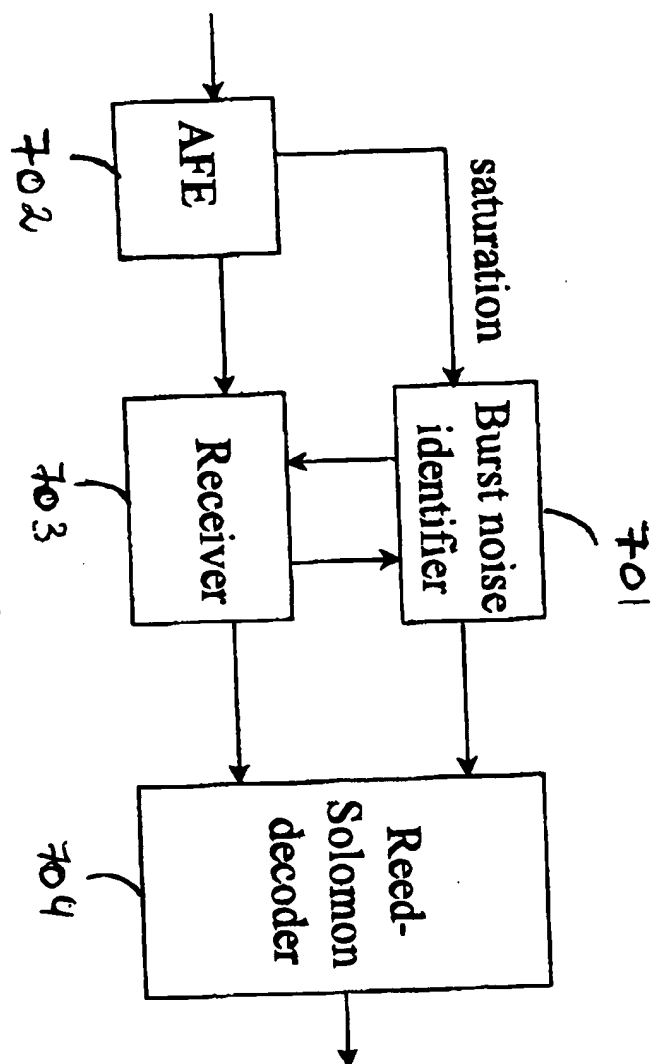 701
Burst noise
identifier
saturation
AFE
702
Receiver
703
Reed-
Solomon
decoder
704